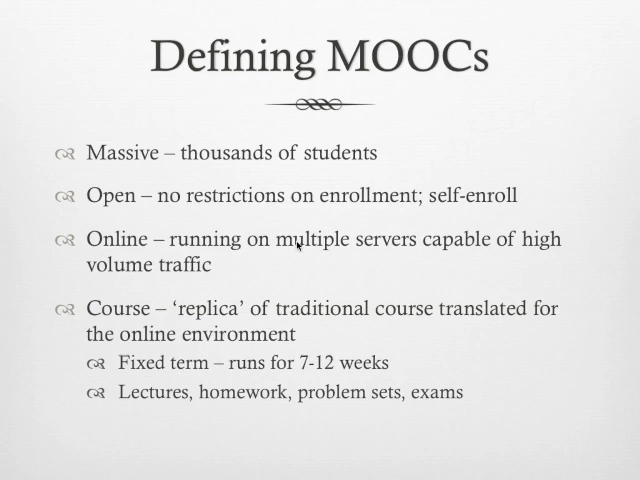 Defining MOOCs
Massive – thousands of students
Open – no restrictions on enrollment; self-enroll
Online – running on multiple servers capable of high
volume traffic
Course – ‘replica’ of traditional course translated for
the online environment
Fixed term – runs for 7-12 weeks
Lectures, homework, problem sets, exams